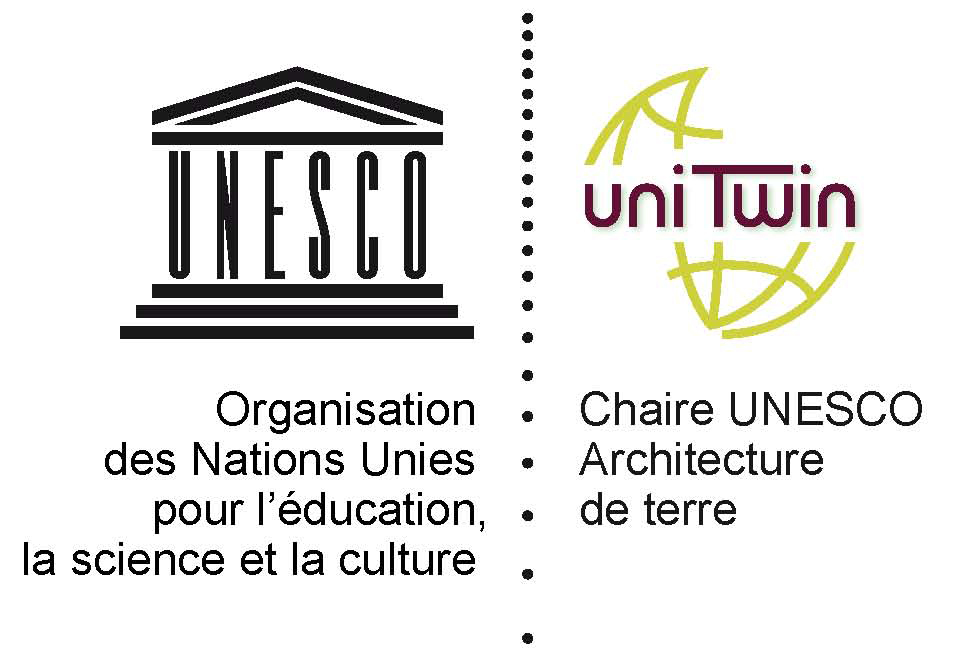 UNESCO
Organisation
des Nations Unies
pour l’éducation,
la science et la culture
uniTwin
Chaire UNESCO
Architecture
de terre